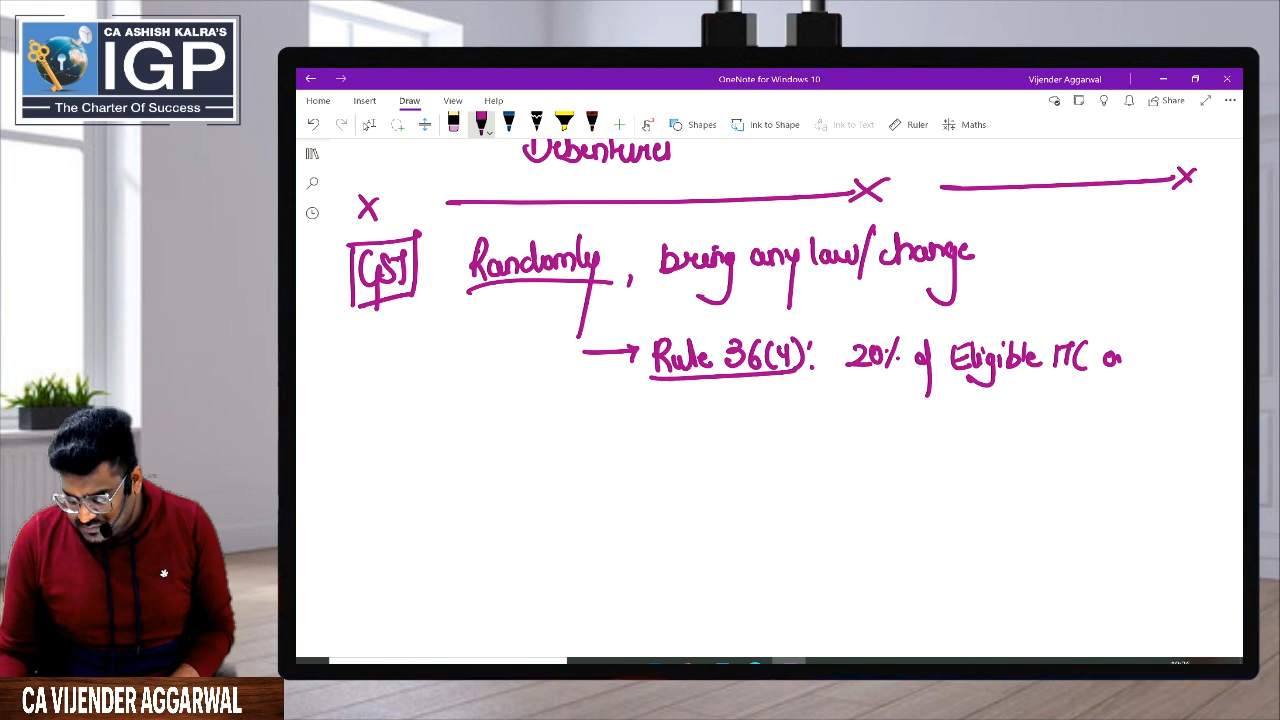 CA ASHISH KALRA'S
IGP
The Charter Of Success
OneNote for Windows 10
Vijender Aggarwal
Home Insert Draw View Help
Share
Shapes
Ink to Shape
Ink to Text
Ruler
Maths
Debentures
X X X
GST Randomly, being any law/change
→ Rule 36(4): 20% of Eligible ITC o
CA VIJENDER AGGARWAL